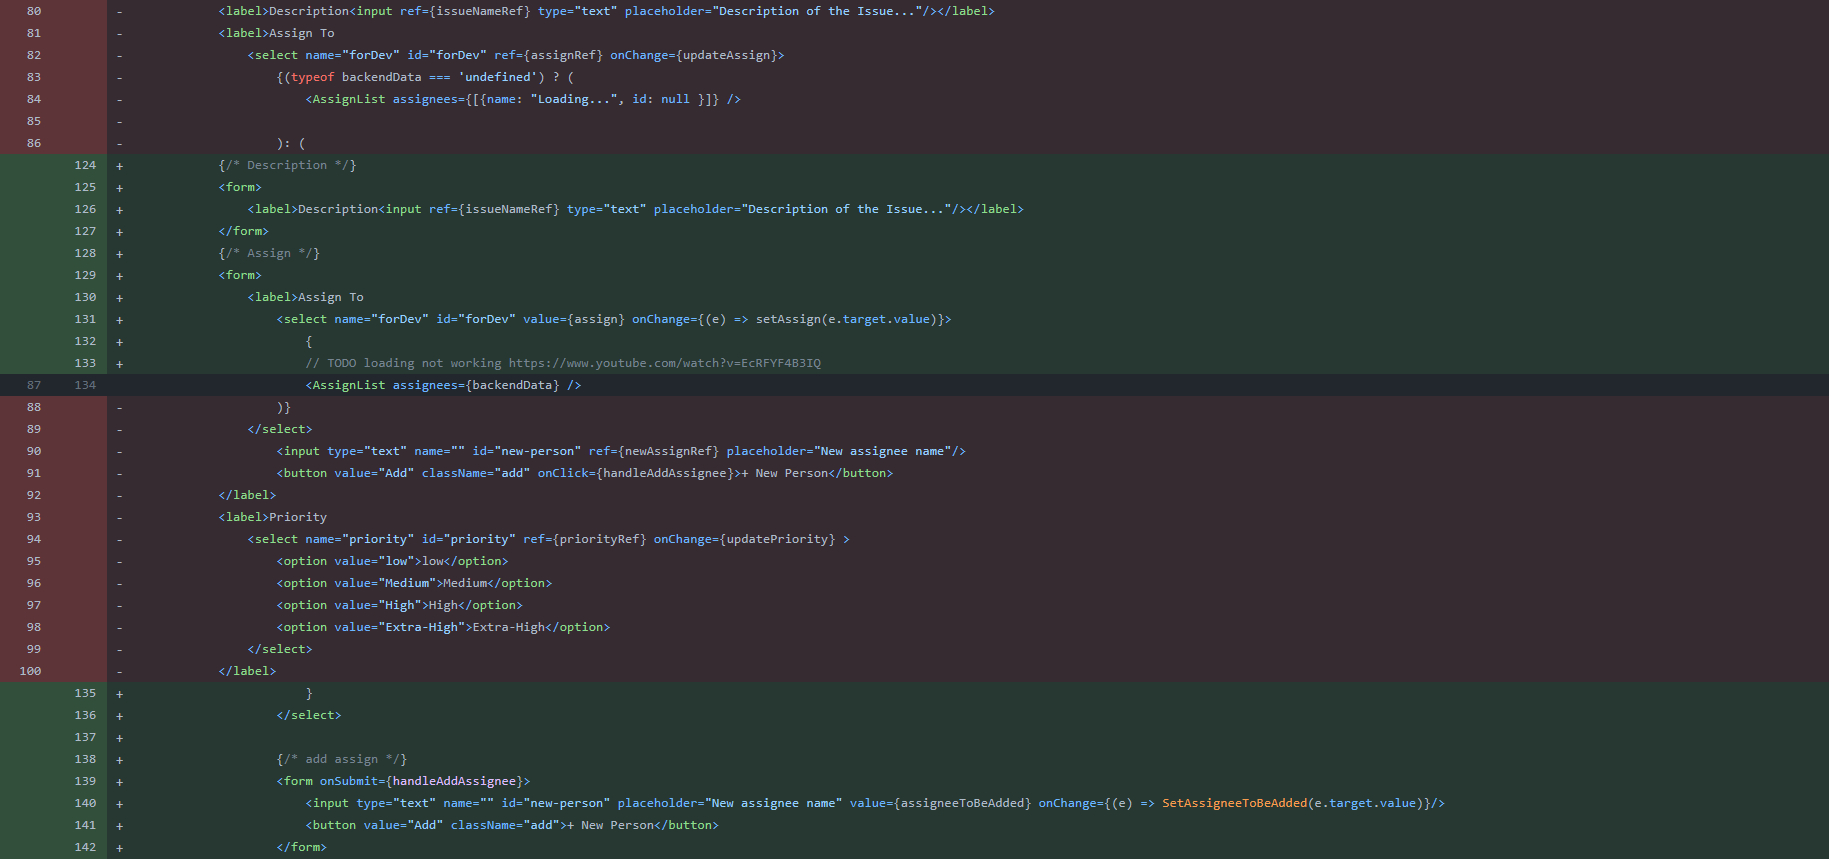 80 - <label>Description<input ref={issueNameRef} type="text" placeholder="Description of the Issue..."/></label>
81 - <label>Assign To
82 - <select name="forDev" id="forDev" ref={assignRef} onChange={updateAssign}>
83 - {(typeof backendData === 'undefined') ? (
84 - <AssignList assignees={[{name: "Loading...", id: null }]} />
85 -
86 - ): (
124 + {/* Description */}
125 + <form>
126 + <label>Description<input ref={issueNameRef} type="text" placeholder="Description of the Issue..."/></label>
127 + </form>
128 + {/* Assign */}
129 + <form>
130 + <label>Assign To
131 + <select name="forDev" id="forDev" value={assign} onChange={(e) => setAssign(e.target.value)}>
132 + {
133 + // TODO loading not working https://www.youtube.com/watch?v=EcRFYF4B3IQ
87 134 <AssignList assignees={backendData} />
88 - )}
89 - </select>
90 - <input type="text" name="" id="new-person" ref={newAssignRef} placeholder="New assignee name"/>
91 - <button value="Add" className="add" onClick={handleAddAssignee}>+ New Person</button>
92 - </label>
93 - <label>Priority
94 - <select name="priority" id="priority" ref={priorityRef} onChange={updatePriority} >
95 - <option value="low">low</option>
96 - <option value="Medium">Medium</option>
97 - <option value="High">High</option>
98 - <option value="Extra-High">Extra-High</option>
99 - </select>
100 - </label>
135 + }
136 + </select>
137 +
138 + {/* add assign */}
139 + <form onSubmit={handleAddAssignee}>
140 + <input type="text" name="" id="new-person" placeholder="New assignee name" value={assigneeToBeAdded} onChange={(e) => SetAssigneeToBeAdded(e.target.value)}/>
141 + <button value="Add" className="add">+ New Person</button>
142 + </form>